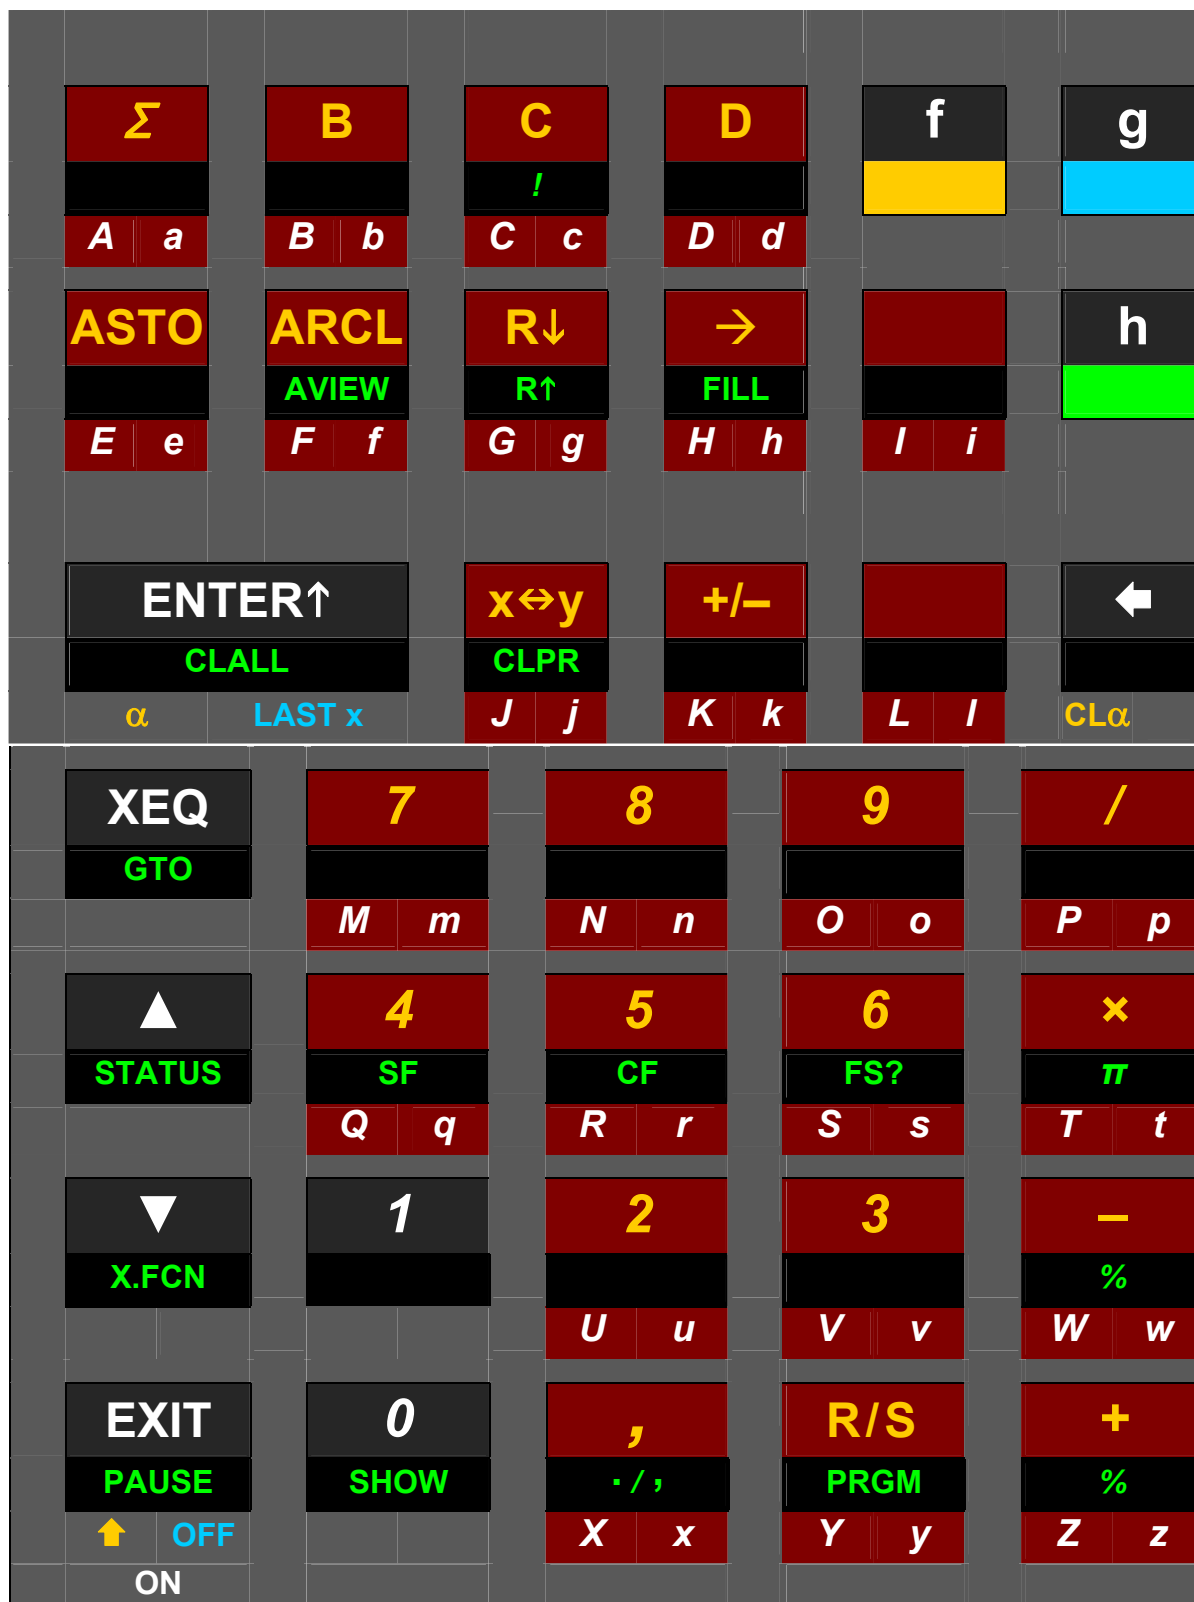 Σ B C D f g
!
A a B b C c D d
ASTO ARCL R↓ → h
AVIEW R↑ FILL
E e F f G g H h I i
ENTER↑ x↔y +/– 🡄
CLALL CLPR
α LAST x J j K k L l CLα
XEQ 7 8 9 /
GTO
M m N n O o P p
▲ 4 5 6 ×
STATUS SF CF FS? π
Q q R r S s T t
▼ 1 2 3 –
X.FCN %
U u V v W w
EXIT 0 , R/S +
PAUSE SHOW ·/, PRGM %
🡅 OFF X x Y y Z z
ON